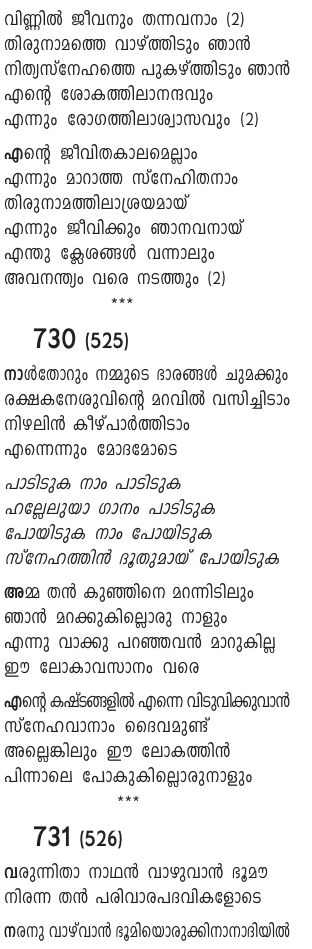 വിണ്ണിൽ ജീവനും തന്നവനാം (2)
തിരുനാമത്തെ വാഴ്ത്തിടും ഞാൻ
നിത്യസ്നേഹത്തെ പുകഴ്ത്തിടും ഞാൻ
എന്റെ ശോകത്തിലാനന്ദവും
എന്നും രോഗത്തിലാശ്വാസവും (2)
എന്റെ ജീവിതകാലമെല്ലാം
എന്നും മാറാത്ത സ്നേഹിതനാം
തിരുനാമത്തിലാശ്രയമായ്
എന്നും ജീവിക്കും ഞാനവനായ്
എന്തു ക്ലേശങ്ങൾ വന്നാലും
അവനന്ത്യം വരെ നടത്തും (2)
***
730 (525)
നാൾതോറും നമ്മുടെ ഭാരങ്ങൾ ചുമക്കും
രക്ഷകനേശുവിന്റെ മറവിൽ വസിച്ചിടാം
നിഴലിൻ കീഴ്പാർത്തിടാം
എന്നെന്നും മോദമോടെ
പാടിടുക നാം പാടിടുക
ഹല്ലേലുയാ ഗാനം പാടിടുക
പോയിടുക നാം പോയിടുക
സ്നേഹത്തിൻ ദൂതുമായ് പോയിടുക
അമ്മ തൻ കുഞ്ഞിനെ മറന്നിടിലും
ഞാൻ മറക്കുകില്ലൊരു നാളും
എന്നു വാക്കു പറഞ്ഞവൻ മാറുകില്ല
ഈ ലോകാവസാനം വരെ
എന്റെ കഷ്ടങ്ങളിൽ എന്നെ വിടുവിക്കുവാൻ
സ്നേഹവാനാം ദൈവമുണ്ട്
അല്ലെങ്കിലും ഈ ലോകത്തിൻ
പിന്നാലെ പോകുകില്ലൊരുനാളും
***
731 (526)
വരുന്നിതാ നാഥൻ വാഴുവാൻ ഭൂമൗ
നിരന്ന തൻ പരിവാരപദവികളോടെ
നരനു വാഴ്‌വാൻ ഭൂമിയൊരുക്കിനാനാദിയിൽ